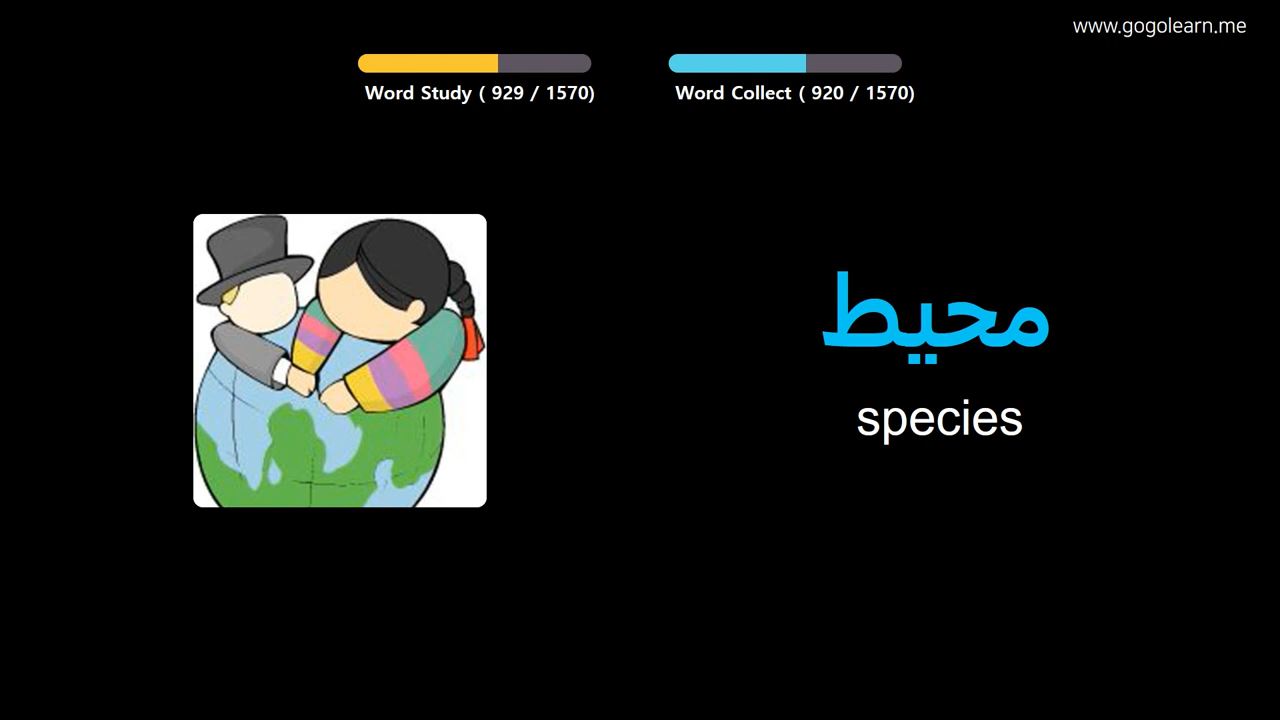 www.gogolearn.me
Word Study ( 929 / 1570)
Word Collect ( 920 / 1570)
محيط
species